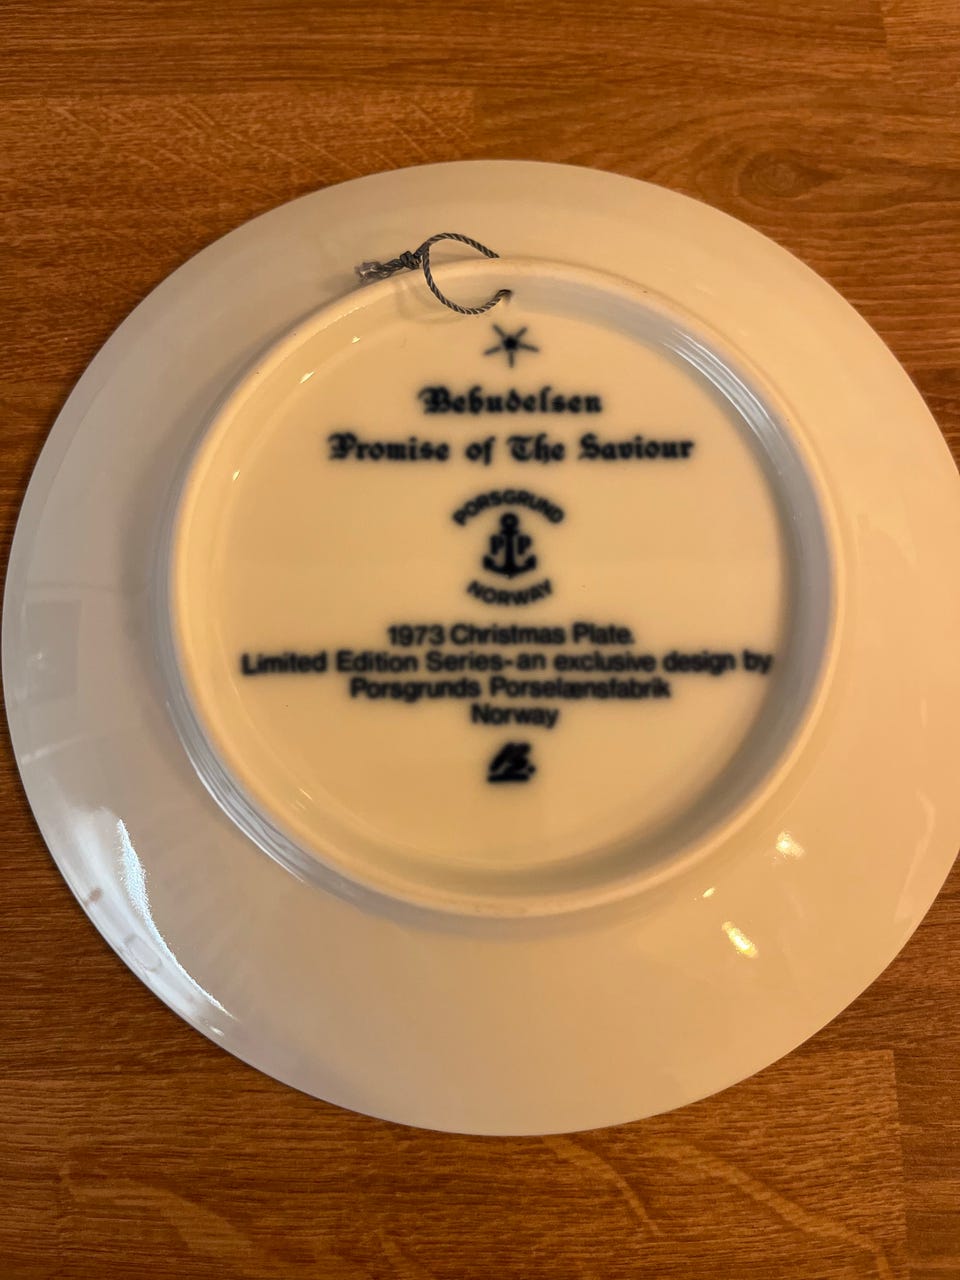 Bebudelsen
Promise of The Saviour
PORSGRUND
PP
NORWAY
1973 Christmas Plate.
Limited Edition Series-an exclusive design by
Porsgrunds Porselænsfabrik
Norway